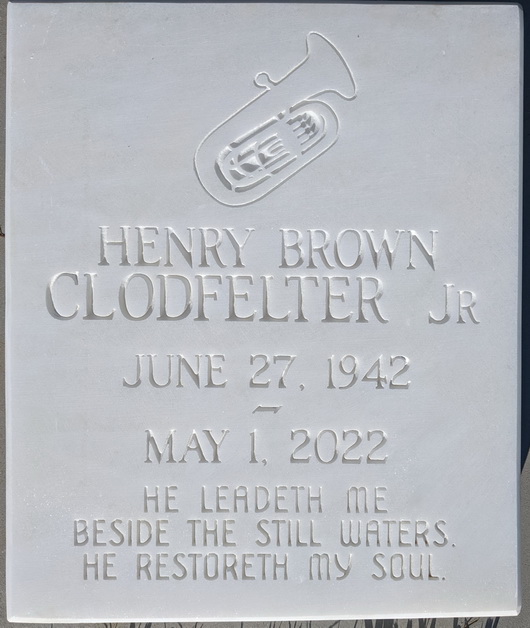 HENRY BROWN
CLODFELTER JR
JUNE 27, 1942
–
MAY 1, 2022
HE LEADETH ME
BESIDE THE STILL WATERS.
HE RESTORETH MY SOUL.